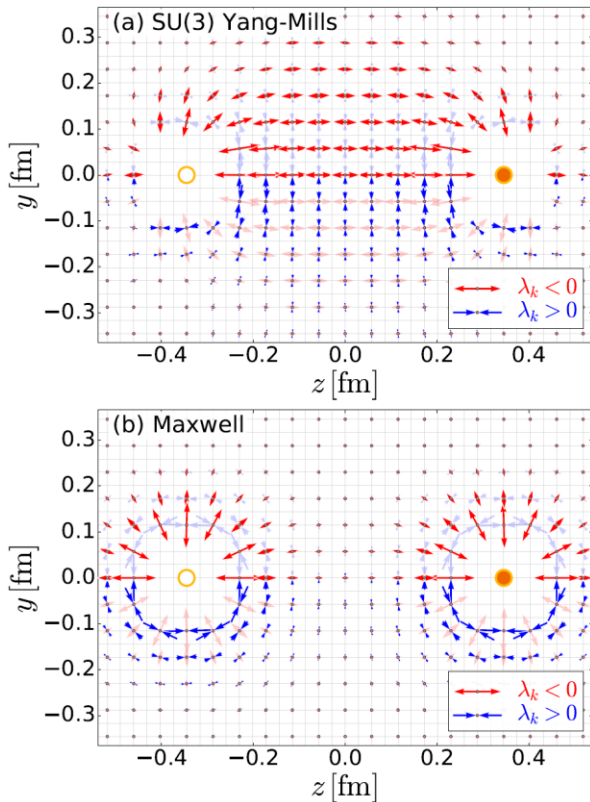 (a) SU(3) Yang-Mills
0.3
0.2
0.1
0.0
−0.1
−0.2
−0.3
y [fm]
λk < 0
λk > 0
−0.4 −0.2 0.0 0.2 0.4
z [fm]
(b) Maxwell
0.3
0.2
0.1
0.0
−0.1
−0.2
−0.3
y [fm]
λk < 0
λk > 0
−0.4 −0.2 0.0 0.2 0.4
z [fm]